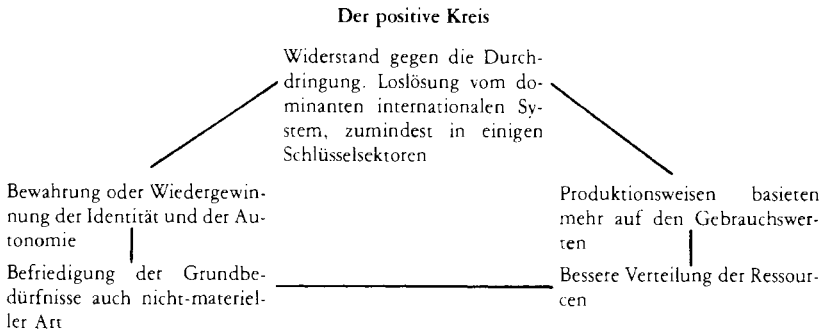 Der positive Kreis
Widerstand gegen die Durch-
dringung. Loslösung vom do-
minanten internationalen Sy-
stem, zumindest in einigen
Schlüsselsektoren
Bewahrung oder Wiedergewin-
nung der Identität und der Au-
tonomie
Befriedigung der Grundbe-
dürfnisse auch nicht-materiel-
ler Art
Produktionsweisen basieren
mehr auf den Gebrauchswer-
ten
Bessere Verteilung der Ressour-
cen